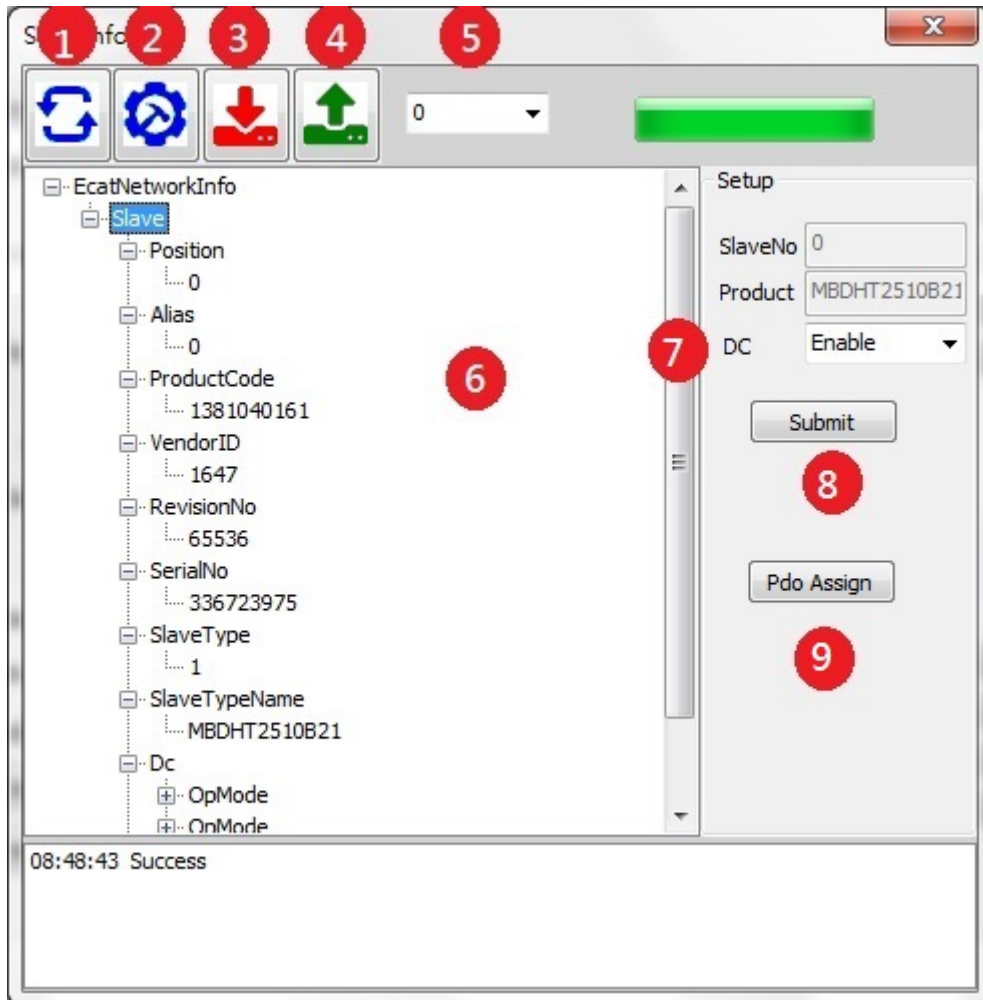 1 2 3 4 5
0
EcatNetworkInfo
Slave
Position
0
Alias
0
ProductCode
1381040161
VendorID
1647
RevisionNo
65536
SerialNo
336723975
SlaveType
1
SlaveTypeName
MBDHT2510B21
Dc
OpMode
OpMode
6
7
Setup
SlaveNo 0
Product MBDHT2510B21
DC Enable
Submit
8
Pdo Assign
9
08:48:43 Success